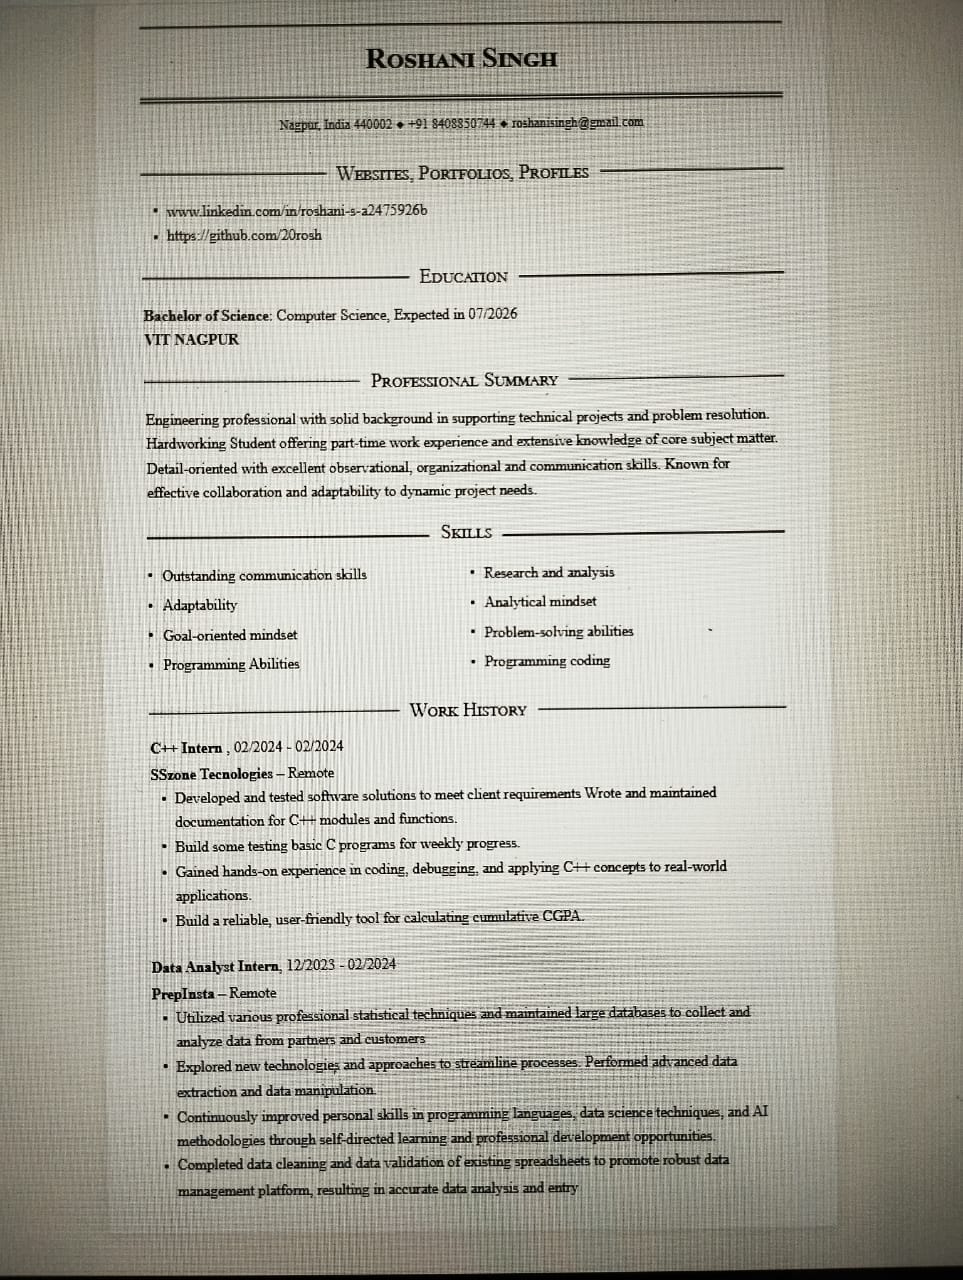 ROSHANI SINGH
Nagpur, India 440002 ◆ +91 8408850744 ◆ roshanisingh@gmail.com
WEBSITES, PORTFOLIOS, PROFILES
• www.linkedin.com/in/roshani-s-a2475926b
• https://github.com/20rosh
EDUCATION
Bachelor of Science: Computer Science, Expected in 07/2026
VIT NAGPUR
PROFESSIONAL SUMMARY
Engineering professional with solid background in supporting technical projects and problem resolution.
Hardworking Student offering part-time work experience and extensive knowledge of core subject matter.
Detail-oriented with excellent observational, organizational and communication skills. Known for
effective collaboration and adaptability to dynamic project needs.
SKILLS
• Outstanding communication skills
• Adaptability
• Goal-oriented mindset
• Programming Abilities
• Research and analysis
• Analytical mindset
• Problem-solving abilities
• Programming coding
WORK HISTORY
C++ Intern , 02/2024 - 02/2024
SSzone Tecnologies – Remote
• Developed and tested software solutions to meet client requirements Wrote and maintained
documentation for C++ modules and functions.
• Build some testing basic C programs for weekly progress.
• Gained hands-on experience in coding, debugging, and applying C++ concepts to real-world
applications.
• Build a reliable, user-friendly tool for calculating cumulative CGPA.
Data Analyst Intern, 12/2023 - 02/2024
PrepInsta – Remote
• Utilized various professional statistical techniques and maintained large databases to collect and
analyze data from partners and customers
• Explored new technologies and approaches to streamline processes. Performed advanced data
extraction and data manipulation.
• Continuously improved personal skills in programming languages, data science techniques, and AI
methodologies through self-directed learning and professional development opportunities.
• Completed data cleaning and data validation of existing spreadsheets to promote robust data
management platform, resulting in accurate data analysis and entry